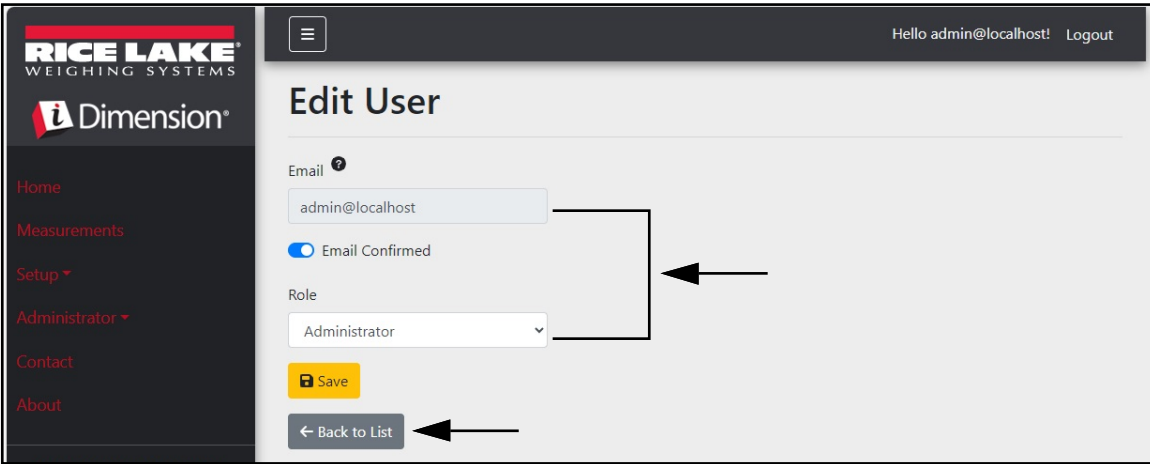 RICE LAKE®
WEIGHING SYSTEMS
i Dimension®
Home
Measurements
Setup
Administrator
Contact
About
Hello admin@localhost! Logout
Edit User
Email ?
admin@localhost
Email Confirmed
Role
Administrator
Save
← Back to List